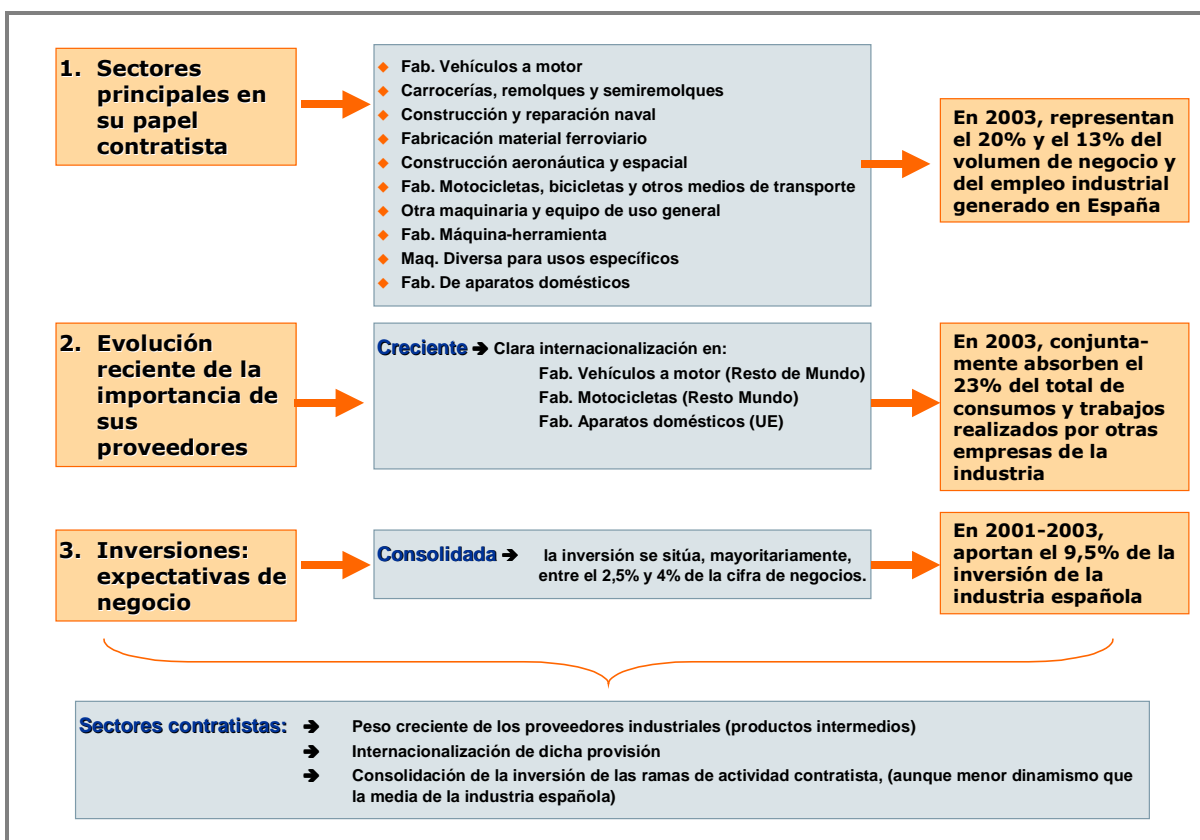 1. Sectores
principales en
su papel
contratista
◆ Fab. Vehículos a motor
◆ Carrocerías, remolques y semiremolques
◆ Construcción y reparación naval
◆ Fabricación material ferroviario
◆ Construcción aeronáutica y espacial
◆ Fab. Motocicletas, bicicletas y otros medios de transporte
◆ Otra maquinaria y equipo de uso general
◆ Fab. Máquina-herramienta
◆ Maq. Diversa para usos específicos
◆ Fab. De aparatos domésticos
En 2003, representan
el 20% y el 13% del
volumen de negocio y
del empleo industrial
generado en España
2. Evolución
reciente de la
importancia de
sus
proveedores
Creciente ➔ Clara internacionalización en:
Fab. Vehículos a motor (Resto de Mundo)
Fab. Motocicletas (Resto Mundo)
Fab. Aparatos domésticos (UE)
En 2003, conjunta-
mente absorben el
23% del total de
consumos y trabajos
realizados por otras
empresas de la
industria
3. Inversiones:
expectativas de
negocio
Consolidada ➔ la inversión se sitúa, mayoritariamente,
entre el 2,5% y 4% de la cifra de negocios.
En 2001-2003,
aportan el 9,5% de la
inversión de la
industria española
Sectores contratistas: ➔ Peso creciente de los proveedores industriales (productos intermedios)
➔ Internacionalización de dicha provisión
➔ Consolidación de la inversión de las ramas de actividad contratista, (aunque menor dinamismo que
la media de la industria española)